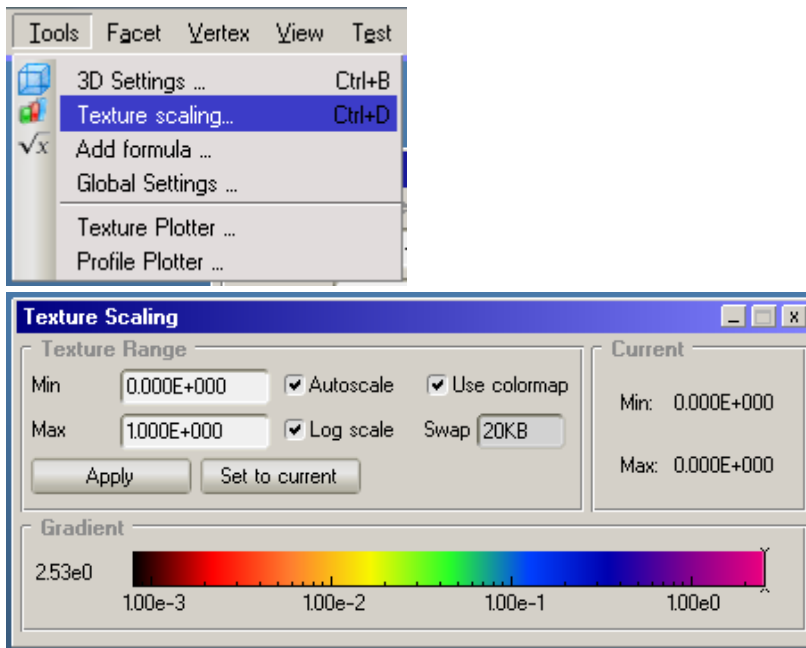 Tools Facet Vertex View Test
3D Settings ... Ctrl+B
Texture scaling... Ctrl+D
√x Add formula ...
Global Settings ...
Texture Plotter ...
Profile Plotter ...
Texture Scaling
Texture Range
Current
Min 0.000E+000 Autoscale Use colormap
Min: 0.000E+000
Max 1.000E+000 Log scale Swap 20KB
Max: 0.000E+000
Apply Set to current
Gradient
2.53e0
1.00e-3 1.00e-2 1.00e-1 1.00e0